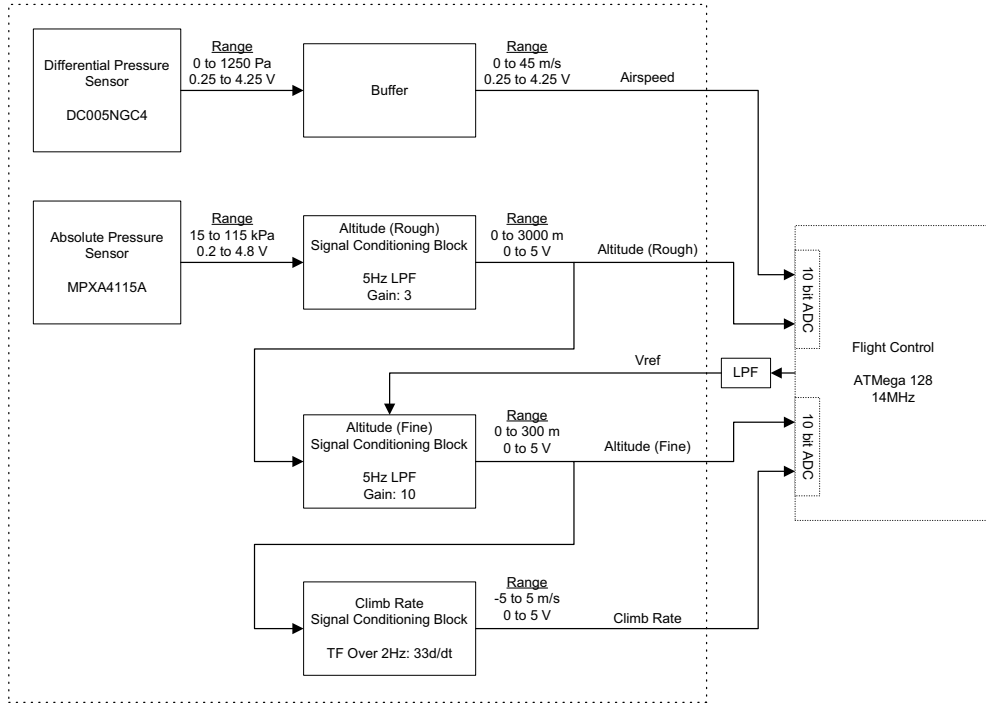 Differential Pressure
Sensor
DC005NGC4
Range
0 to 1250 Pa
0.25 to 4.25 V
Buffer
Range
0 to 45 m/s
0.25 to 4.25 V
Airspeed
Absolute Pressure
Sensor
MPXA4115A
Range
15 to 115 kPa
0.2 to 4.8 V
Altitude (Rough)
Signal Conditioning Block
5Hz LPF
Gain: 3
Range
0 to 3000 m
0 to 5 V
Altitude (Rough)
10 bit ADC
Flight Control
ATMega 128
14MHz
Vref
LPF
Altitude (Fine)
Signal Conditioning Block
5Hz LPF
Gain: 10
Range
0 to 300 m
0 to 5 V
Altitude (Fine)
10 bit ADC
Climb Rate
Signal Conditioning Block
TF Over 2Hz: 33d/dt
Range
-5 to 5 m/s
0 to 5 V
Climb Rate